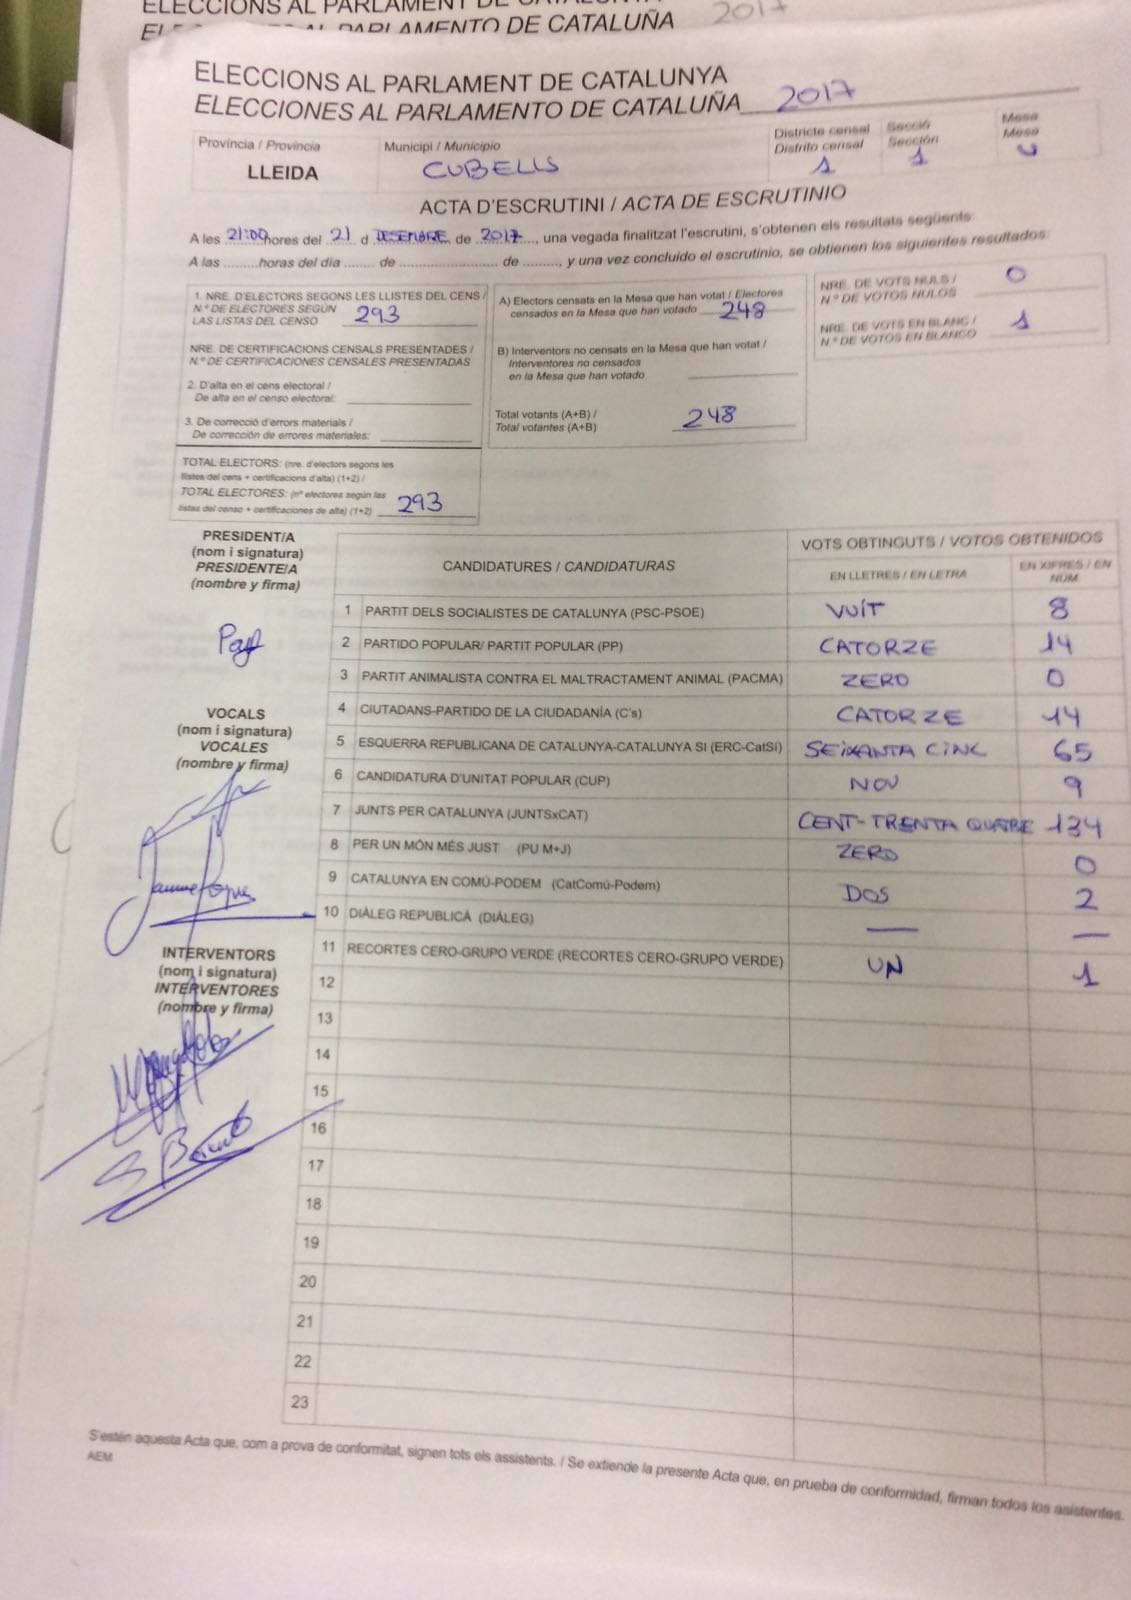 ELECCIONS AL PARLAMENT DE CATALUNYA
PARLAMENTO DE CATALUÑA 2017
ELECCIONS AL PARLAMENT DE CATALUNYA
ELECCIONES AL PARLAMENTO DE CATALUÑA 2017
Província / Provincia
LLEIDA
Municipi / Municipio
CUBELLS
Districte censal
Distrito censal
1
Secció
Sección
1
Mesa
Mesa
U
ACTA D'ESCRUTINI / ACTA DE ESCRUTINIO
A les 21:00 hores del 21 d DESEMBRE de 2017, una vegada finalitzat l'escrutini, s'obtenen els resultats següents:
A las ......... horas del día ........ de ......................... de ........., y una vez concluido el escrutinio, se obtienen los siguientes resultados:
1. NRE. D'ELECTORS SEGONS LES LLISTES DEL CENS /
N.º DE ELECTORES SEGÚN
LAS LISTAS DEL CENSO 293
NRE. DE CERTIFICACIONS CENSALS PRESENTADES /
N.º DE CERTIFICACIONES CENSALES PRESENTADAS
2. D'alta en el cens electoral /
De alta en el censo electoral:
3. De correcció d'errors materials /
De corrección de errores materiales:
TOTAL ELECTORS: (nre. d'electors segons les
llistes del cens + certificacions d'alta) (1+2) /
TOTAL ELECTORES: (nº electores según las
listas del censo + certificaciones de alta) (1+2) 293
A) Electors censats en la Mesa que han votat / Electores
censados en la Mesa que han votado 248
B) Interventors no censats en la Mesa que han votat /
Interventores no censados
en la Mesa que han votado
Total votants (A+B) /
Total votantes (A+B) 248
NRE. DE VOTS NULS /
N.º DE VOTOS NULOS 0
NRE. DE VOTS EN BLANC /
N.º DE VOTOS EN BLANCO 1
PRESIDENT/A
(nom i signatura)
PRESIDENTE/A
(nombre y firma)
VOCALS
(nom i signatura)
VOCALES
(nombre y firma)
INTERVENTORS
(nom i signatura)
INTERVENTORES
(nombre y firma)
CANDIDATURES / CANDIDATURAS
VOTS OBTINGUTS / VOTOS OBTENIDOS
EN LLETRES / EN LETRA
EN XIFRES / EN
NÚM
1 PARTIT DELS SOCIALISTES DE CATALUNYA (PSC-PSOE) VUIT 8
2 PARTIDO POPULAR/ PARTIT POPULAR (PP) CATORZE 14
3 PARTIT ANIMALISTA CONTRA EL MALTRACTAMENT ANIMAL (PACMA) ZERO 0
4 CIUTADANS-PARTIDO DE LA CIUDADANÍA (C's) CATORZE 14
5 ESQUERRA REPUBLICANA DE CATALUNYA-CATALUNYA SÍ (ERC-CatSí) SEIXANTA CINC 65
6 CANDIDATURA D'UNITAT POPULAR (CUP) NOU 9
7 JUNTS PER CATALUNYA (JUNTSxCAT) CENT-TRENTA QUATRE 134
8 PER UN MÓN MÉS JUST (PU M+J) ZERO 0
9 CATALUNYA EN COMÚ-PODEM (CatComú-Podem) DOS 2
10 DIÀLEG REPUBLICÀ (DIÀLEG) — —
11 RECORTES CERO-GRUPO VERDE (RECORTES CERO-GRUPO VERDE) UN 1
12
13
14
15
16
17
18
19
20
21
22
23
S'estén aquesta Acta que, com a prova de conformitat, signen tots els assistents. / Se extiende la presente Acta que, en prueba de conformidad, firman todos los asistentes.
AEM